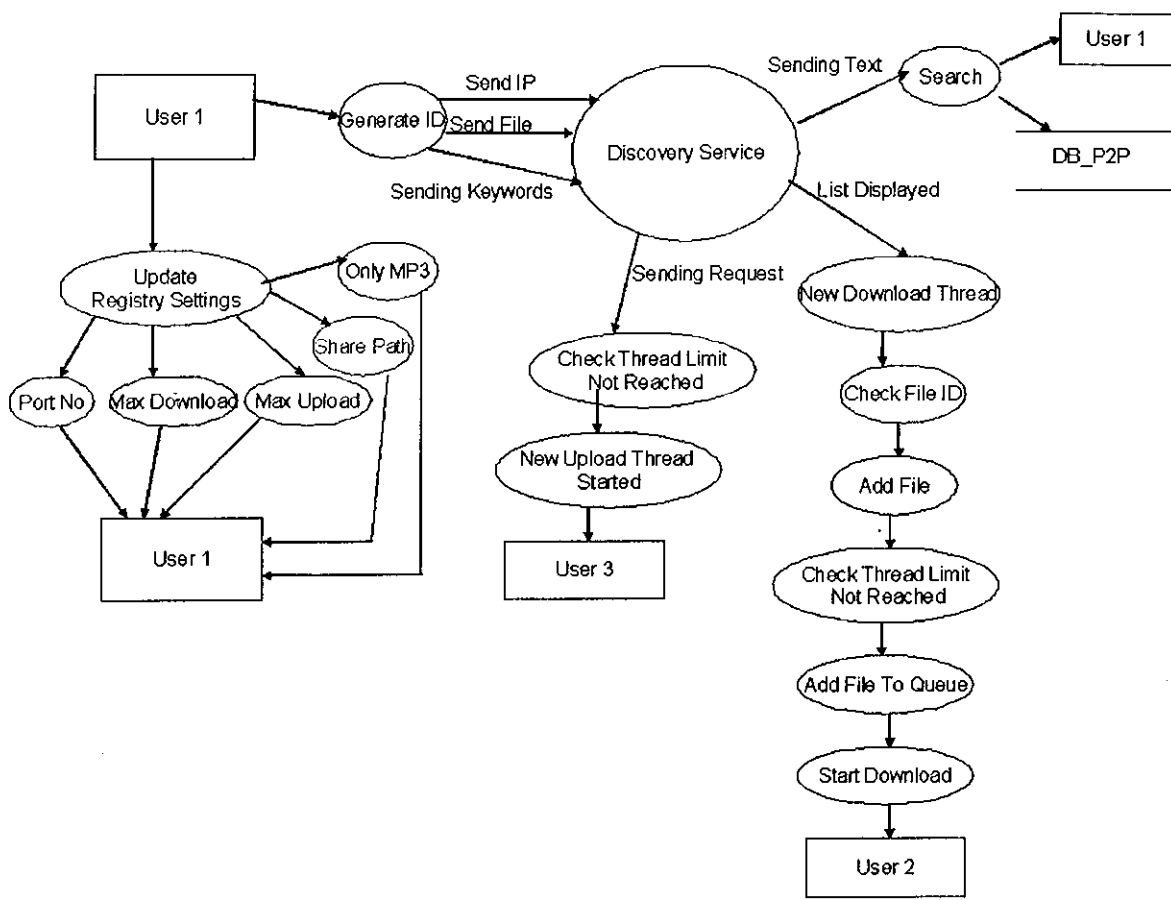 User 1
Sending Text
Search
Send IP
User 1
Generate ID
Send File
Discovery Service
DB_P2P
Sending Keywords
List Displayed
Only MP3
Sending Request
Update
Registry Settings
New Download Thread
Share Path
Check Thread Limit
Not Reached
Port No
Max Download
Max Upload
Check File ID
New Upload Thread
Started
Add File
User 1
User 3
Check Thread Limit
Not Reached
Add File To Queue
Start Download
User 2